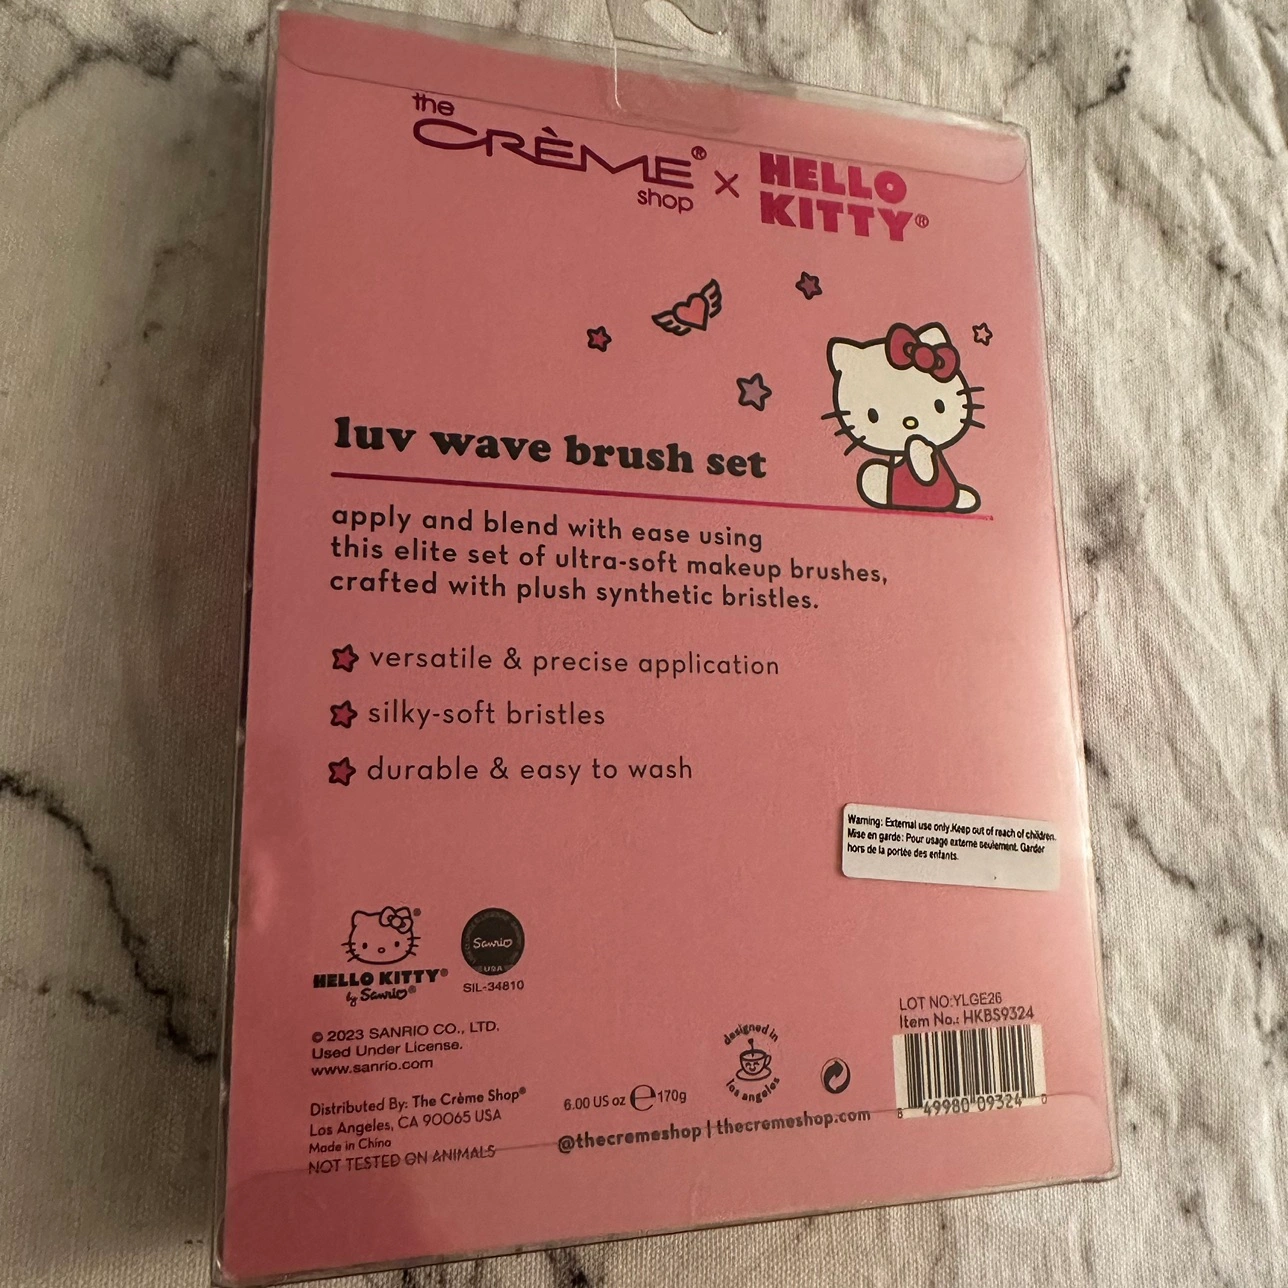 the
CRÈME®
shop
x
HELLO
KITTY®
luv wave brush set
apply and blend with ease using
this elite set of ultra-soft makeup brushes,
crafted with plush synthetic bristles.
versatile & precise application
silky-soft bristles
durable & easy to wash
Warning: External use only.Keep out of reach of children.
Mise en garde: Pour usage externe seulement. Garder
hors de la portée des enfants.
HELLO KITTY®
by Sanrio®
Sanrio
USA
SIL-34810
© 2023 SANRIO CO., LTD.
Used Under License.
www.sanrio.com
Distributed By: The Crème Shop®
Los Angeles, CA 90065 USA
Made in China
NOT TESTED ON ANIMALS
6.00 US oz e 170g
designed in
los angeles
@thecremeshop | thecremeshop.com
LOT NO:YLGE26
Item No.: HKBS9324
8 49980 09324 0